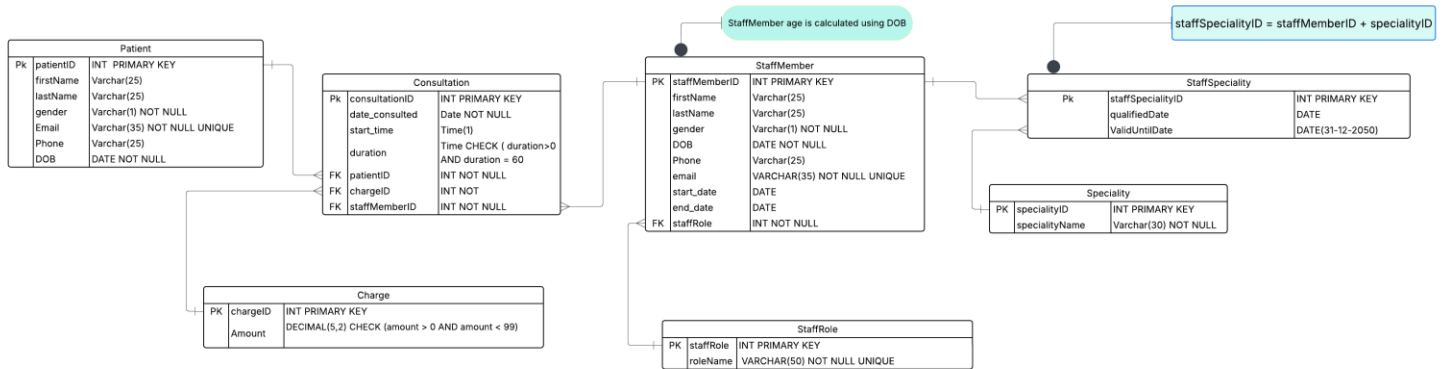 StaffMember age is calculated using DOB
staffSpecialityID = staffMemberID + specialityID
Patient
Pk patientID INT PRIMARY KEY
firstName Varchar(25)
lastName Varchar(25)
gender Varchar(1) NOT NULL
Email Varchar(35) NOT NULL UNIQUE
Phone Varchar(25)
DOB DATE NOT NULL
Consultation
Pk consultationID INT PRIMARY KEY
date_consulted Date NOT NULL
start_time Time(1)
duration Time CHECK ( duration>0
AND duration = 60
FK patientID INT NOT NULL
FK chargeID INT NOT
FK staffMemberID INT NOT NULL
StaffMember
PK staffMemberID INT PRIMARY KEY
firstName Varchar(25)
lastName Varchar(25)
gender Varchar(1) NOT NULL
DOB DATE NOT NULL
Phone Varchar(25)
email VARCHAR(35) NOT NULL UNIQUE
start_date DATE
end_date DATE
FK staffRole INT NOT NULL
StaffSpeciality
Pk staffSpecialityID INT PRIMARY KEY
qualifiedDate DATE
ValidUntilDate DATE(31-12-2050)
Speciality
PK specialityID INT PRIMARY KEY
specialityName Varchar(30) NOT NULL
Charge
PK chargeID INT PRIMARY KEY
Amount DECIMAL(5,2) CHECK (amount > 0 AND amount < 99)
StaffRole
PK staffRole INT PRIMARY KEY
roleName VARCHAR(50) NOT NULL UNIQUE